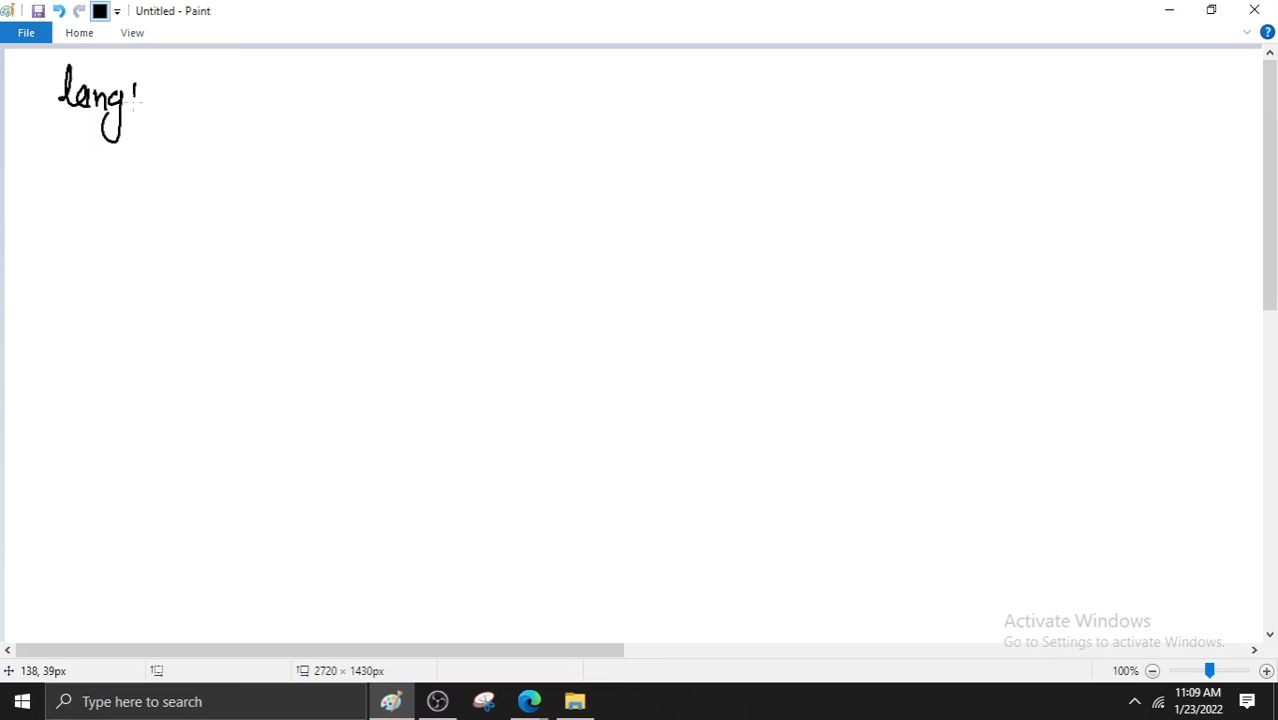 Untitled - Paint
File Home View
lang
Activate Windows
Go to Settings to activate Windows.
138, 39px 2720 × 1430px 100%
Type here to search
11:09 AM
1/23/2022